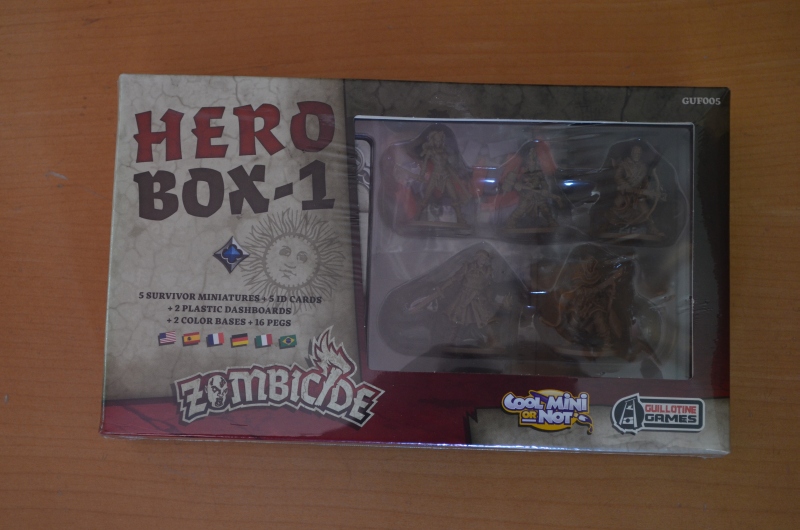 GUF005
HERO
BOX-1
5 SURVIVOR MINIATURES + 5 ID CARDS
+ 2 PLASTIC DASHBOARDS
+ 2 COLOR BASES + 16 PEGS
ZOMBICIDE
COOL MINI
OR
NOT
GUILLOTINE
GAMES